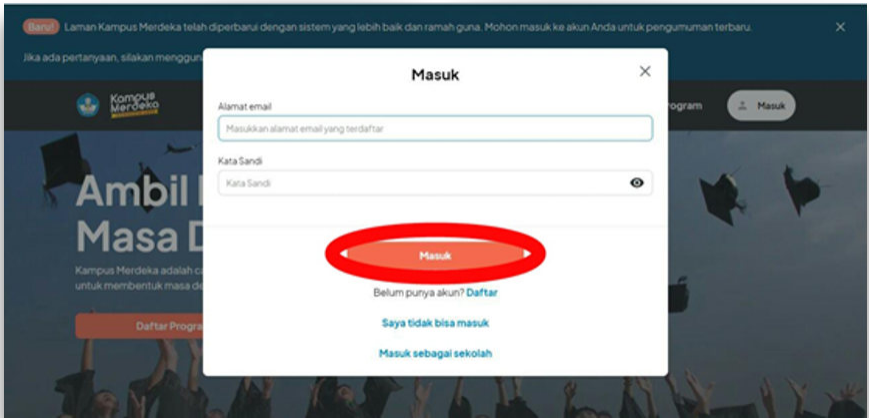 Baru! Laman Kampus Merdeka telah diperbarui dengan sistem yang lebih baik dan ramah guna. Mohon masuk ke akun Anda untuk pengumuman terbaru.
Jika ada pertanyaan, silakan menggun
Masuk
Kampus
Merdeka
ogram
Masuk
Alamat email
Masukkan alamat email yang terdaftar
Kata Sandi
Kata Sandi
Ambil
Masa D
Kampus Merdeka adalah ca
untuk membentuk masa de
Daftar Progra
Masuk
Belum punya akun? Daftar
Saya tidak bisa masuk
Masuk sebagai sekolah